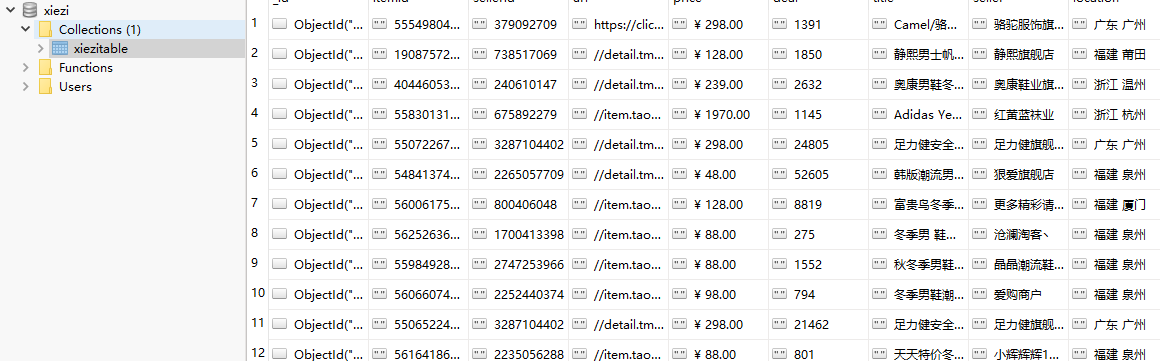 xiezi
Collections (1)
xiezitable
Functions
Users
_id itemid sellerid url price deal title seller location
1 ObjectId("... 55549804... 379092709 https://clic... ¥ 298.00 1391 Camel/骆... 骆驼服饰旗... 广东 广州
2 ObjectId("... 19087572... 738517069 //detail.tm... ¥ 128.00 1850 静熙男士帆... 静熙旗舰店 福建 莆田
3 ObjectId("... 40446053... 240610147 //detail.tm... ¥ 239.00 2632 奥康男鞋冬... 奥康鞋业旗... 浙江 温州
4 ObjectId("... 55830131... 675892279 //item.tao... ¥ 1970.00 1145 Adidas Ye... 红黄蓝袜业 浙江 杭州
5 ObjectId("... 55072267... 3287104402 //detail.tm... ¥ 298.00 24805 足力健安全... 足力健旗舰... 广东 广州
6 ObjectId("... 54841374... 2265057709 //detail.tm... ¥ 48.00 52605 韩版潮流男... 狠爱旗舰店 福建 泉州
7 ObjectId("... 56006175... 800406048 //item.tao... ¥ 128.00 8819 富贵鸟冬季... 更多精彩请... 福建 厦门
8 ObjectId("... 56252636... 1700413398 //item.tao... ¥ 88.00 275 冬季男 鞋... 沧澜淘客丶 福建 泉州
9 ObjectId("... 55984928... 2747253966 //item.tao... ¥ 88.00 1552 秋冬季男鞋... 晶晶潮流鞋... 福建 泉州
10 ObjectId("... 56066074... 2252440374 //item.tao... ¥ 98.00 794 冬季男鞋潮... 爱购商户 福建 泉州
11 ObjectId("... 55065224... 3287104402 //detail.tm... ¥ 298.00 21462 足力健安全... 足力健旗舰... 广东 广州
12 ObjectId("... 56164186... 2235056288 //item.tao... ¥ 88.00 801 天天特价冬... 小辉辉辉1... 福建 泉州